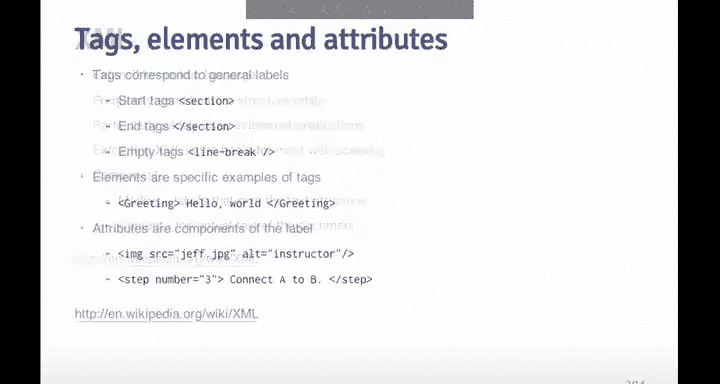 Tags, elements and attributes
· Tags correspond to general labels
- Start tags <section>
- End tags </section>
- Empty tags <line-break />
· Elements are specific examples of tags
- <Greeting> Hello, world </Greeting>
· Attributes are components of the label
- <img src="jeff.jpg" alt="instructor"/>
- <step number="3"> Connect A to B. </step>
http://en.wikipedia.org/wiki/XML